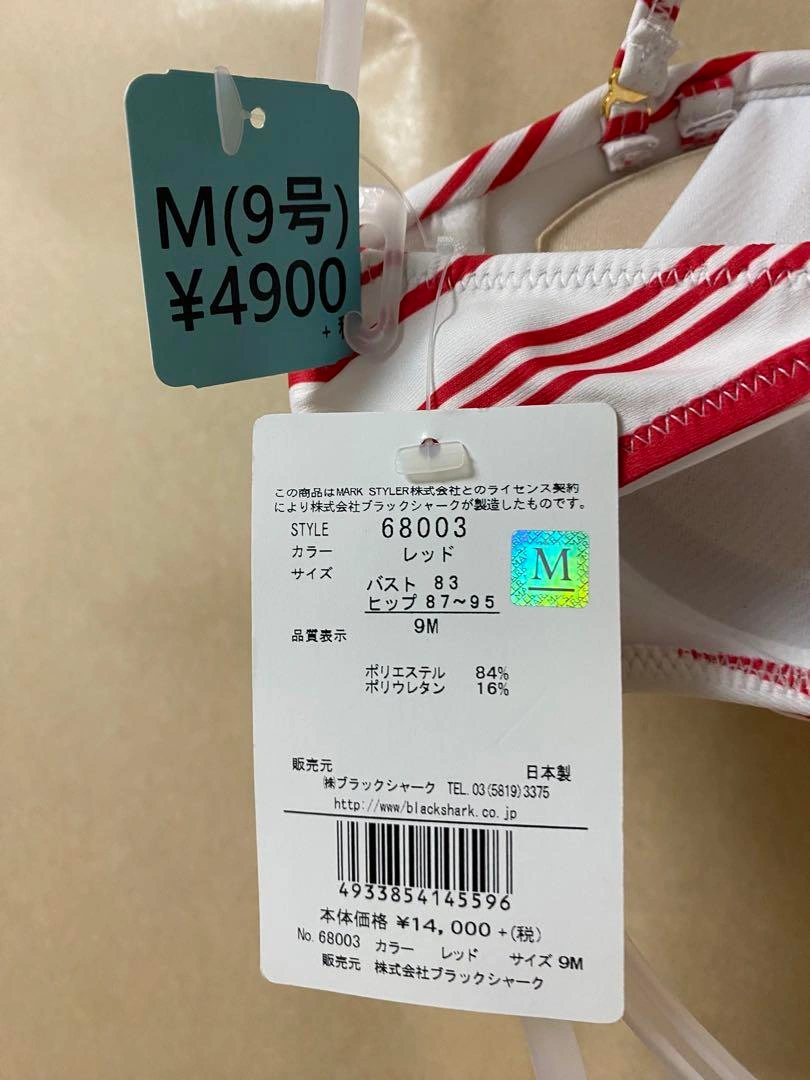 M(9号)
¥4900
+
この商品はMARK STYLER株式会社とのライセンス契約
により株式会社ブラックシャークが製造したものです。
STYLE 68003
カラー レッド
サイズ
バスト 83
ヒップ 87～95
9M
M
品質表示
ポリエステル 84%
ポリウレタン 16%
販売元 日本製
㈱ブラックシャーク TEL.03(5819)3375
http://www/blackshark.co.jp
4933854145596
本体価格 ¥14,000+(税)
No.68003 カラー レッド サイズ 9M
販売元 株式会社ブラックシャーク